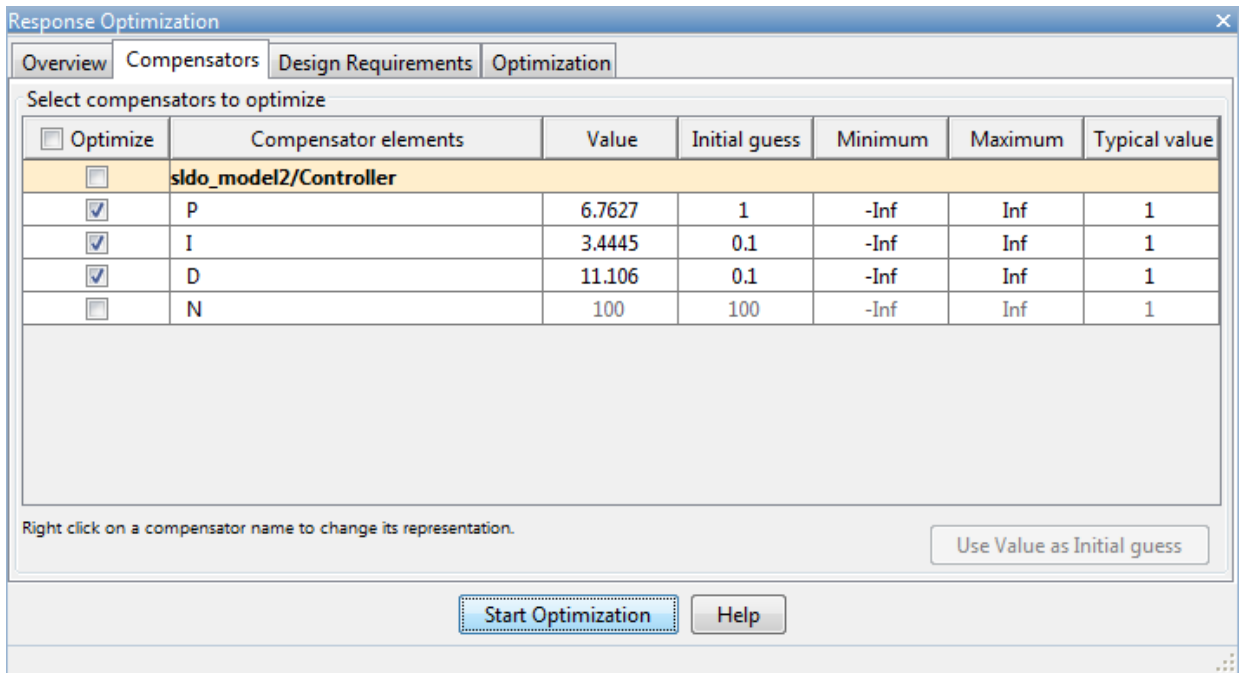 Response Optimization
Overview Compensators Design Requirements Optimization
Select compensators to optimize
Optimize Compensator elements Value Initial guess Minimum Maximum Typical value
sldo_model2/Controller
P 6.7627 1 -Inf Inf 1
I 3.4445 0.1 -Inf Inf 1
D 11.106 0.1 -Inf Inf 1
N 100 100 -Inf Inf 1
Right click on a compensator name to change its representation.
Use Value as Initial guess
Start Optimization Help